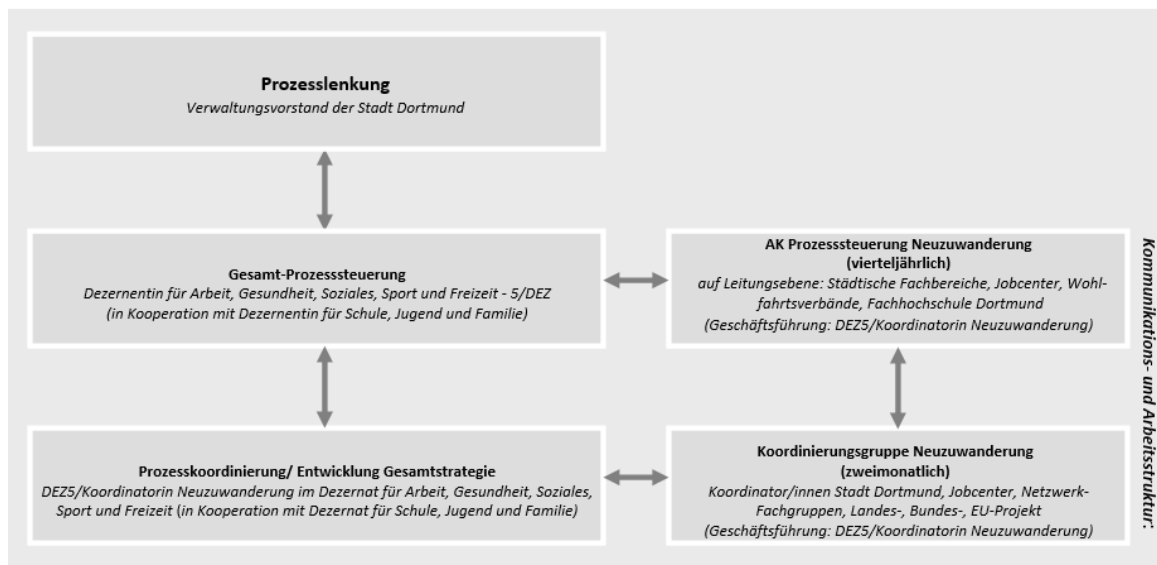 Prozesslenkung
Verwaltungsvorstand der Stadt Dortmund
Gesamt-Prozesssteuerung
Dezernentin für Arbeit, Gesundheit, Soziales, Sport und Freizeit - 5/DEZ
(in Kooperation mit Dezernentin für Schule, Jugend und Familie)
AK Prozesssteuerung Neuzuwanderung
(vierteljährlich)
auf Leitungsebene: Städtische Fachbereiche, Jobcenter, Wohl-
fahrtsverbände, Fachhochschule Dortmund
(Geschäftsführung: DEZ5/Koordinatorin Neuzuwanderung)
Prozesskoordinierung/ Entwicklung Gesamtstrategie
DEZ5/Koordinatorin Neuzuwanderung im Dezernat für Arbeit, Gesundheit, Soziales,
Sport und Freizeit (in Kooperation mit Dezernat für Schule, Jugend und Familie)
Koordinierungsgruppe Neuzuwanderung
(zweimonatlich)
Koordinator/innen Stadt Dortmund, Jobcenter, Netzwerk-
Fachgruppen, Landes-, Bundes-, EU-Projekt
(Geschäftsführung: DEZ5/Koordinatorin Neuzuwanderung)
Kommunikations- und Arbeitsstruktur: